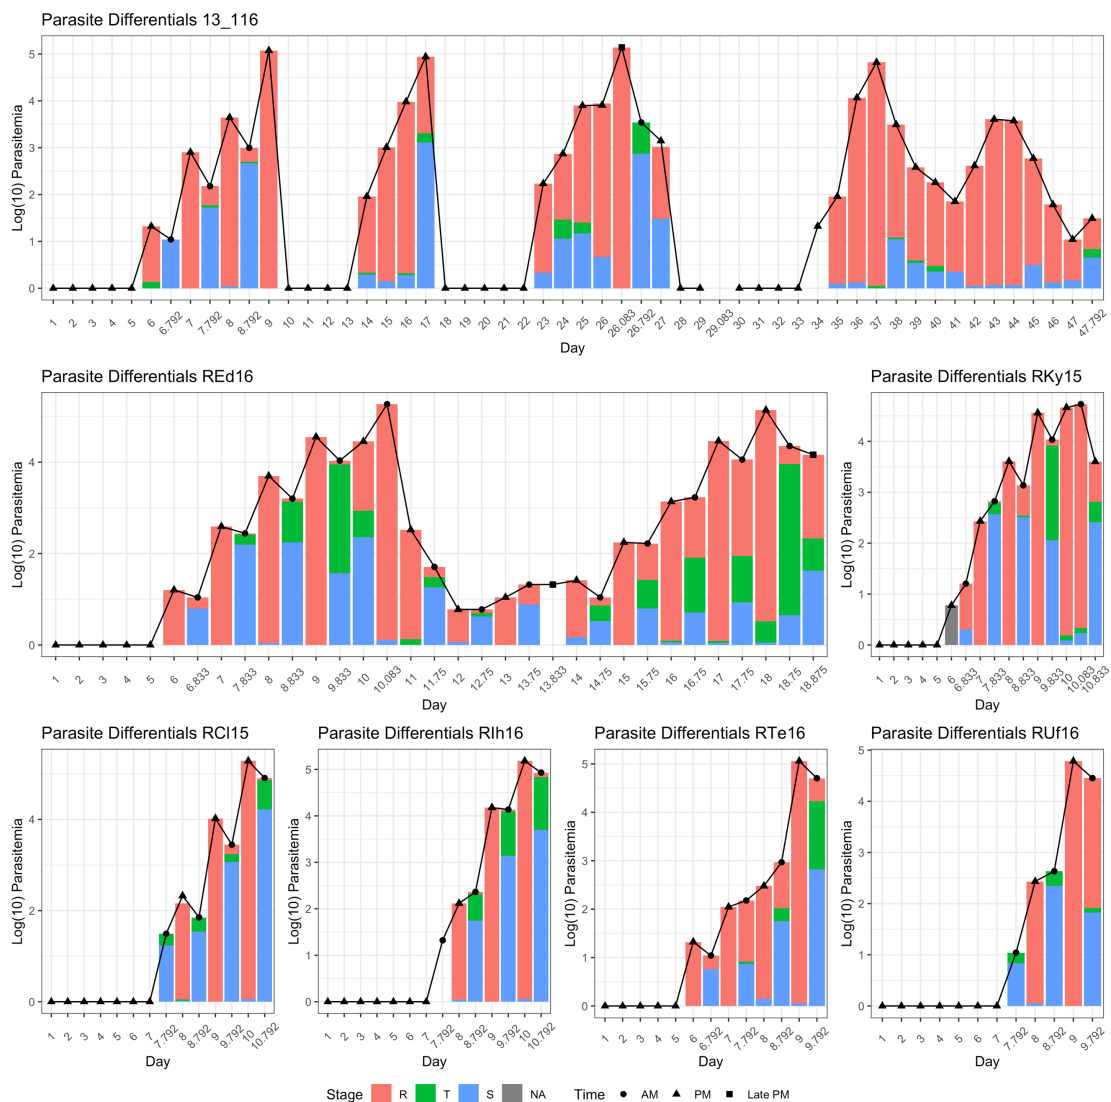 Parasite Differentials 13_116
Log(10) Parasitemia
5
4
3
2
1
0
1 2 3 4 5 6 6.792 7 7.792 8 8.792 9 10 11 12 13 14 15 16 17 18 19 20 21 22 23 24 25 26 26.083 26.792 27 28 29 29.083 30 31 32 33 34 35 36 37 38 39 40 41 42 43 44 45 46 47 47.792
Day
Parasite Differentials REd16
Log(10) Parasitemia
4
2
0
1 2 3 4 5 6 6.833 7 7.833 8 8.833 9 9.833 10 10.083 11 11.75 12 12.75 13 13.75 13.833 14 14.75 15 15.75 16 16.75 17 17.75 18 18.75 18.875
Day
Parasite Differentials RKy15
Log(10) Parasitemia
4
3
2
1
0
1 2 3 4 5 6 6.833 7 7.833 8 8.833 9 9.833 10 10.083 10.833
Day
Parasite Differentials RCl15
Log(10) Parasitemia
4
2
0
1 2 3 4 5 6 7 7.792 8 8.792 9 9.792 10 10.792
Day
Parasite Differentials RIh16
Log(10) Parasitemia
5
4
3
2
1
0
1 2 3 4 5 6 7 7.792 8 8.792 9 9.792 10 10.792
Day
Parasite Differentials RTe16
Log(10) Parasitemia
5
4
3
2
1
0
1 2 3 4 5 6 6.792 7 7.792 8 8.792 9 9.792
Day
Parasite Differentials RUf16
Log(10) Parasitemia
5
4
3
2
1
0
1 2 3 4 5 6 7 7.792 8 8.792 9 9.792
Day
Stage R T S NA Time AM PM Late PM